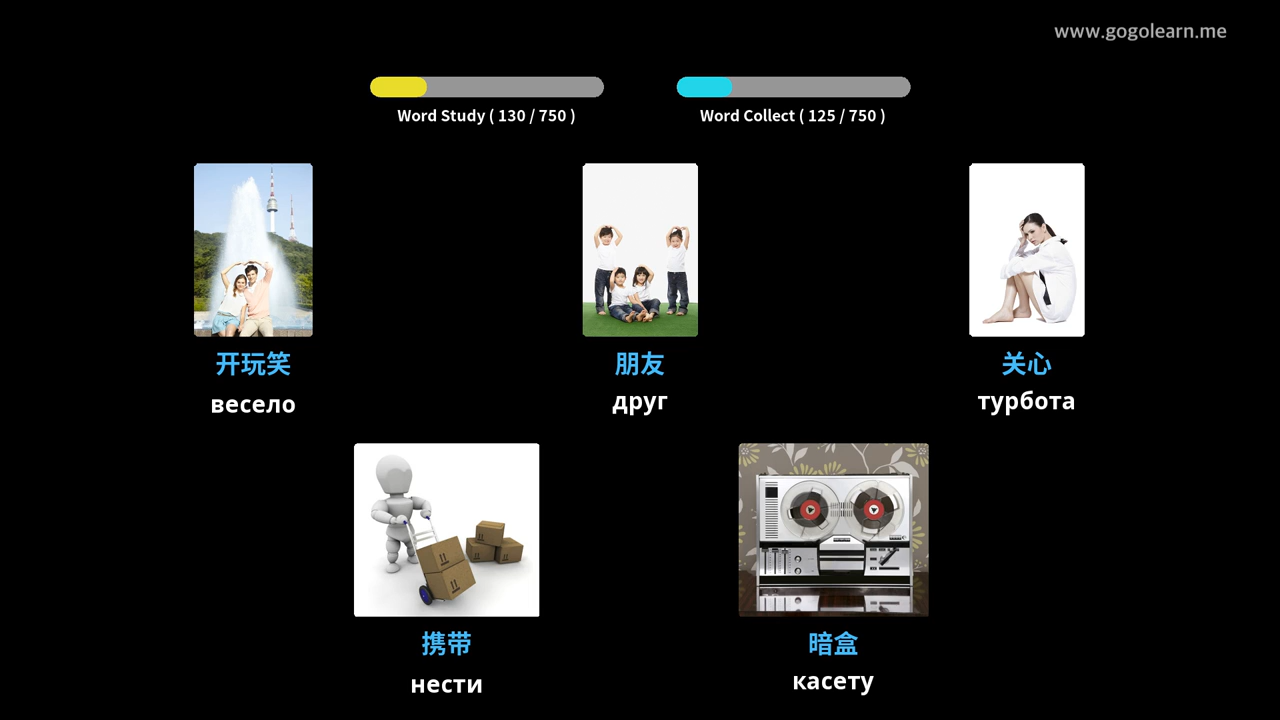 www.gogolearn.me
Word Study ( 130 / 750 )
Word Collect ( 125 / 750 )
开玩笑
весело
朋友
друг
关心
турбота
携带
нести
暗盒
касету